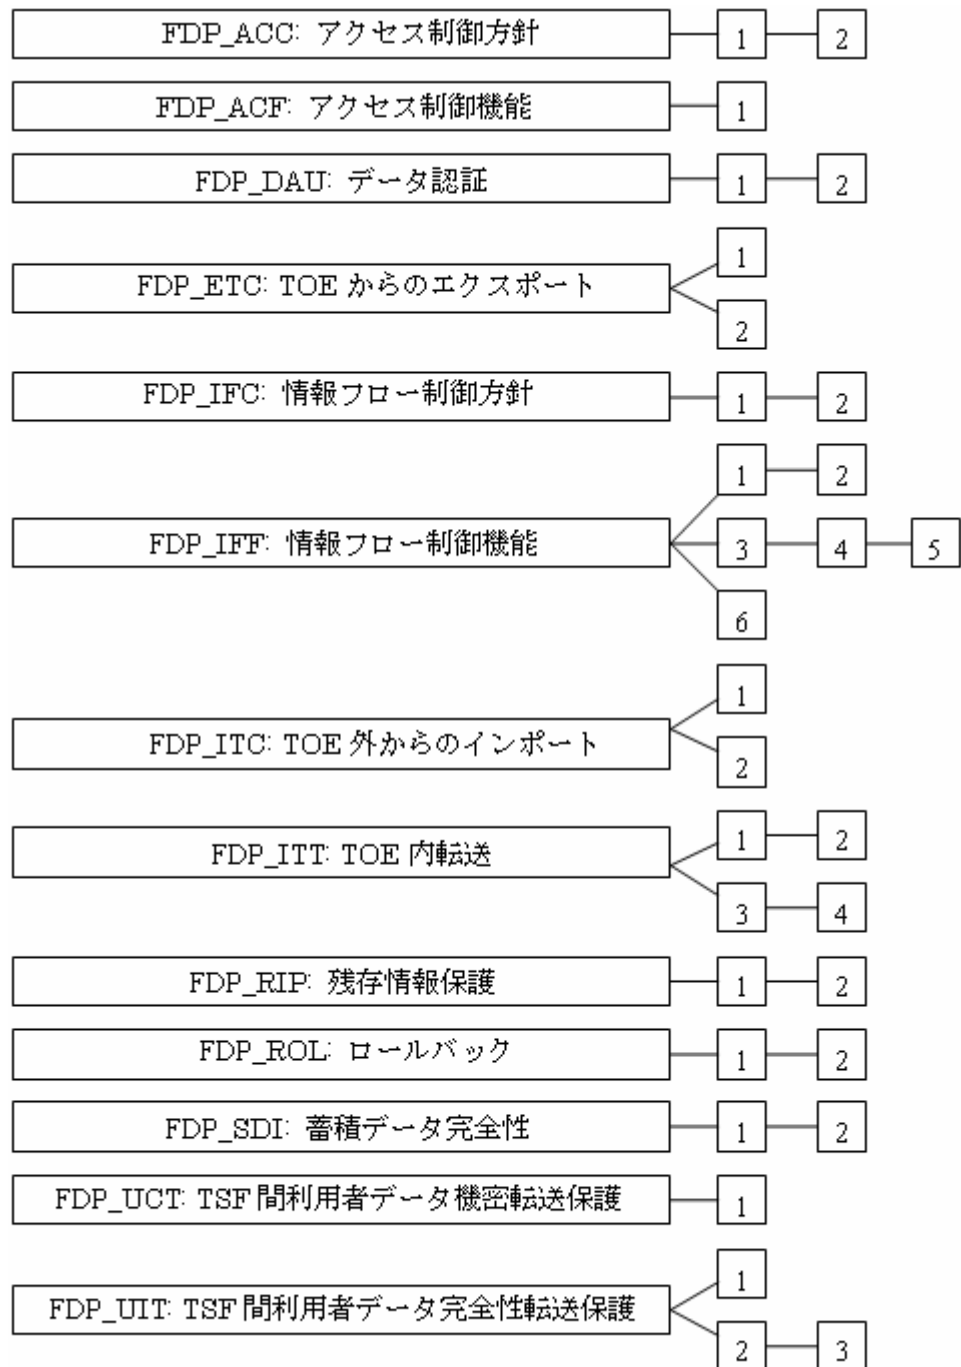 FDP_ACC: アクセス制御方針 1 2
FDP_ACF: アクセス制御機能 1
FDP_DAU: データ認証 1 2
1
FDP_ETC: TOE からのエクスポート
2
FDP_IFC: 情報フロー制御方針 1 2
1 2
FDP_IFF: 情報フロー制御機能 3 4 5
6
1
FDP_ITC: TOE 外からのインポート
2
1 2
FDP_ITT: TOE 内転送
3 4
FDP_RIP: 残存情報保護 1 2
FDP_ROL: ロールバック 1 2
FDP_SDI: 蓄積データ完全性 1 2
FDP_UCT: TSF 間利用者データ機密転送保護 1
1
FDP_UIT: TSF 間利用者データ完全性転送保護
2 3